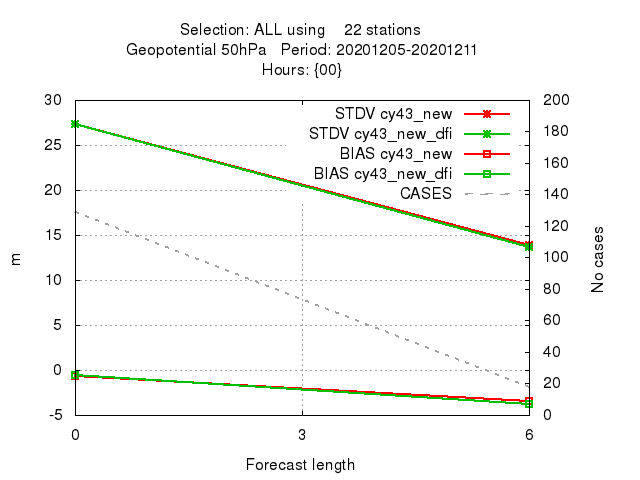 Selection: ALL using    22 stations
Geopotential 50hPa   Period: 20201205-20201211
Hours: {00}
30
25
20
15
10
5
0
-5
200
180
160
140
120
100
80
60
40
20
0
STDV cy43_new
STDV cy43_new_dfi
BIAS cy43_new
BIAS cy43_new_dfi
CASES
m
No cases
0
3
6
Forecast length